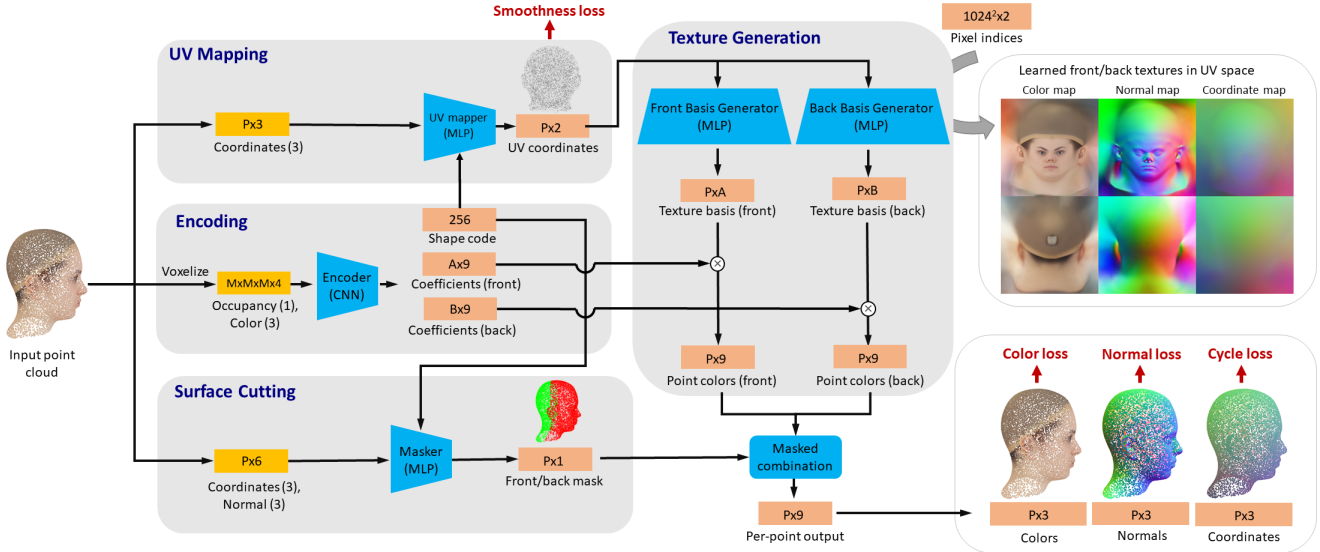 Smoothness loss
UV Mapping
Px3
Coordinates (3)
UV mapper
(MLP)
Px2
UV coordinates
Texture Generation
Front Basis Generator
(MLP)
Back Basis Generator
(MLP)
PxA
Texture basis (front)
PxB
Texture basis (back)
Px9
Point colors (front)
Px9
Point colors (back)
1024²x2
Pixel indices
Learned front/back textures in UV space
Color map
Normal map
Coordinate map
Encoding
256
Shape code
Voxelize
MxMxMx4
Occupancy (1),
Color (3)
Encoder
(CNN)
Ax9
Coefficients (front)
Bx9
Coefficients (back)
Input point
cloud
Surface Cutting
Px6
Coordinates (3),
Normal (3)
Masker
(MLP)
Px1
Front/back mask
Masked
combination
Px9
Per-point output
Color loss
Normal loss
Cycle loss
Px3
Colors
Px3
Normals
Px3
Coordinates